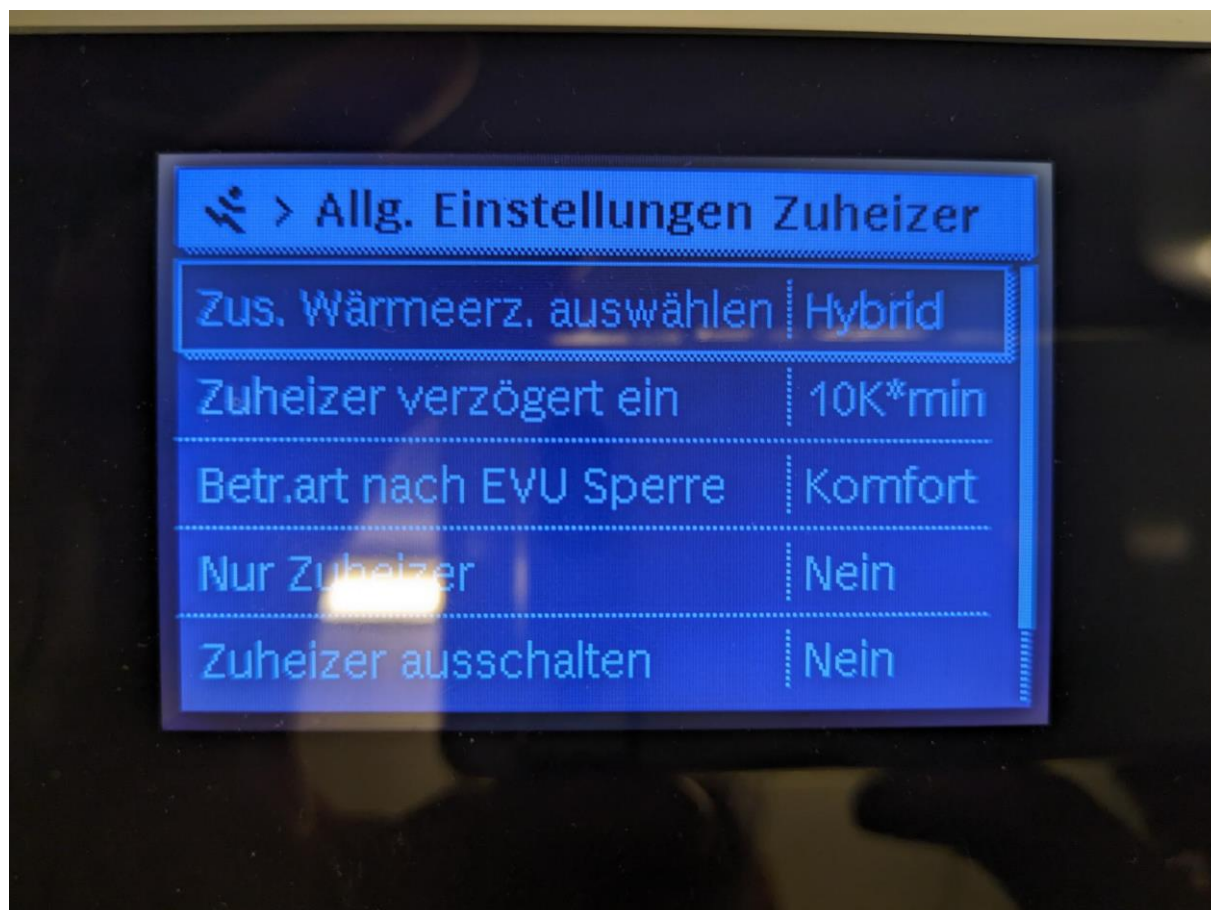 > Allg. Einstellungen Zuheizer
Zus. Wärmeerz. auswählen Hybrid
Zuheizer verzögert ein 10K*min
Betr.art nach EVU Sperre Komfort
Nur Zuheizer Nein
Zuheizer ausschalten Nein